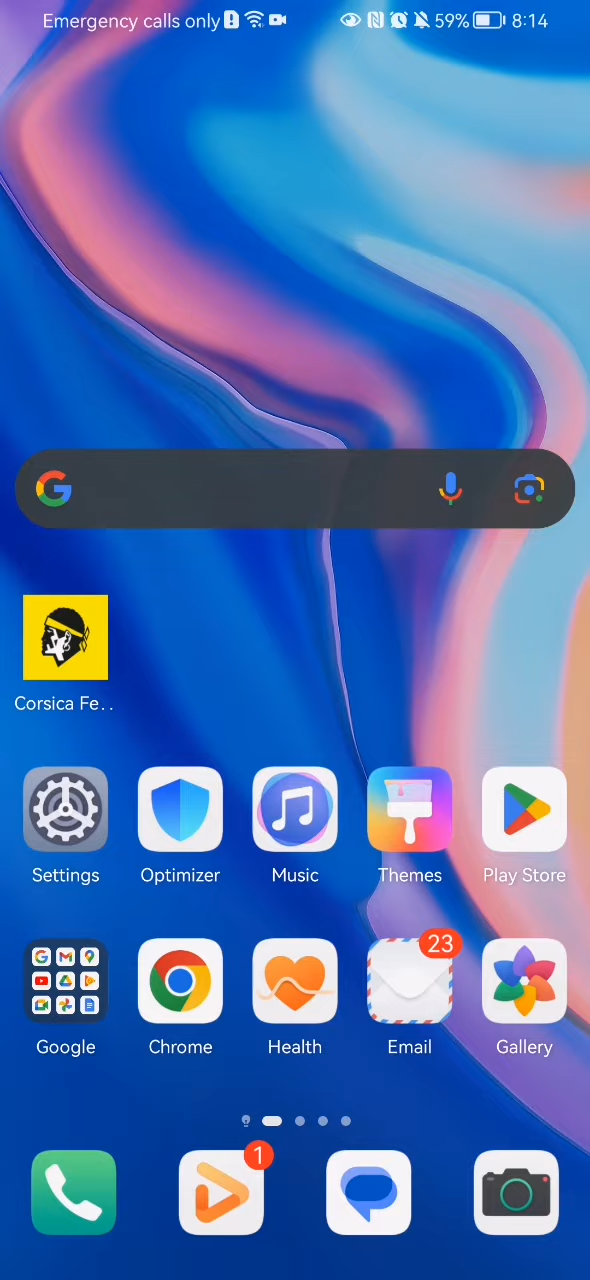 Emergency calls only 59% 8:14
Corsica Fe..
Settings Optimizer Music Themes Play Store
23
Google Chrome Health Email Gallery
1